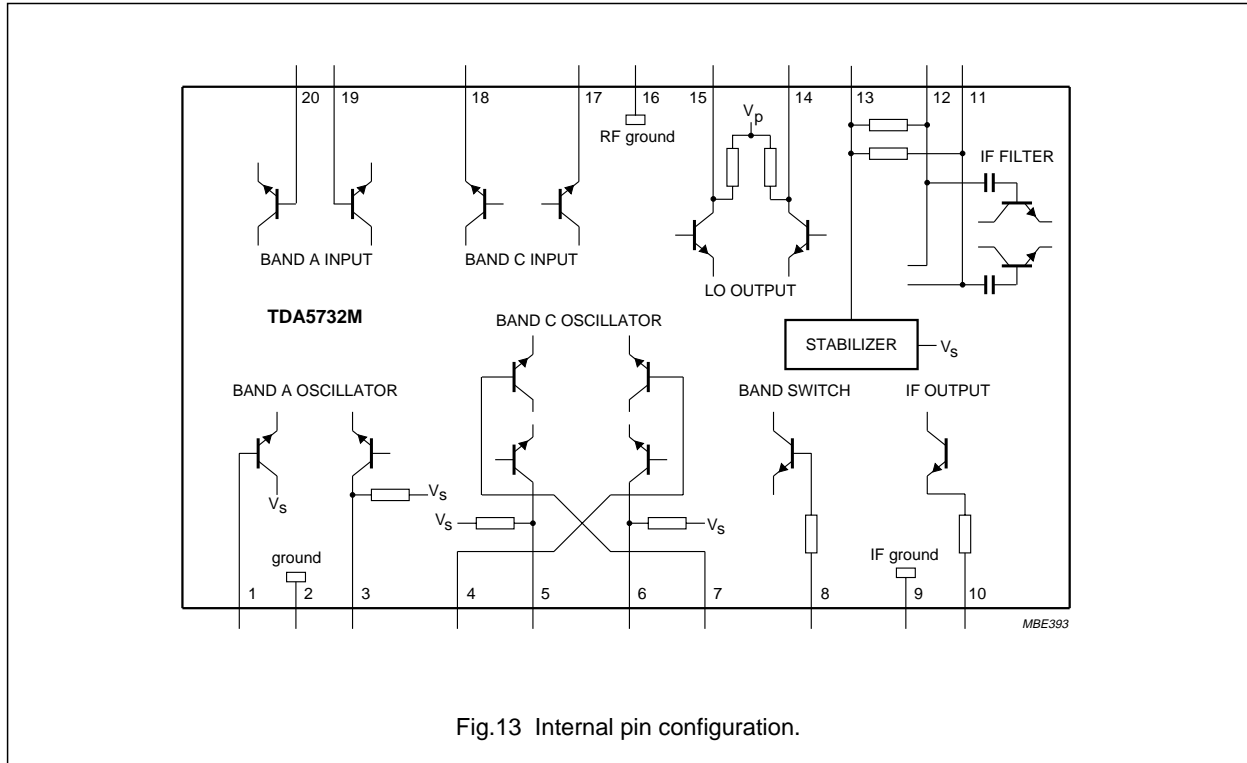 20 19 18 17 16 15 14 13 12 11
Vp
RF ground
IF FILTER
BAND A INPUT BAND C INPUT
LO OUTPUT
TDA5732M
BAND C OSCILLATOR
STABILIZER Vs
BAND A OSCILLATOR BAND SWITCH IF OUTPUT
Vs Vs
Vs Vs
ground IF ground
1 2 3 4 5 6 7 8 9 10
MBE393
Fig.13 Internal pin configuration.